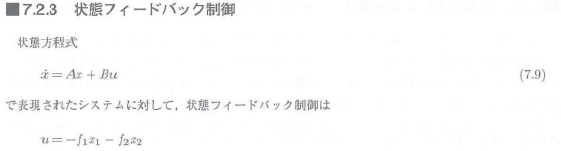 ■7.2.3 状態フィードバック制御
状態方程式
ẋ = Ax + Bu (7.9)
で表現されたシステムに対して，状態フィードバック制御は
u = −f₁x₁ − f₂x₂